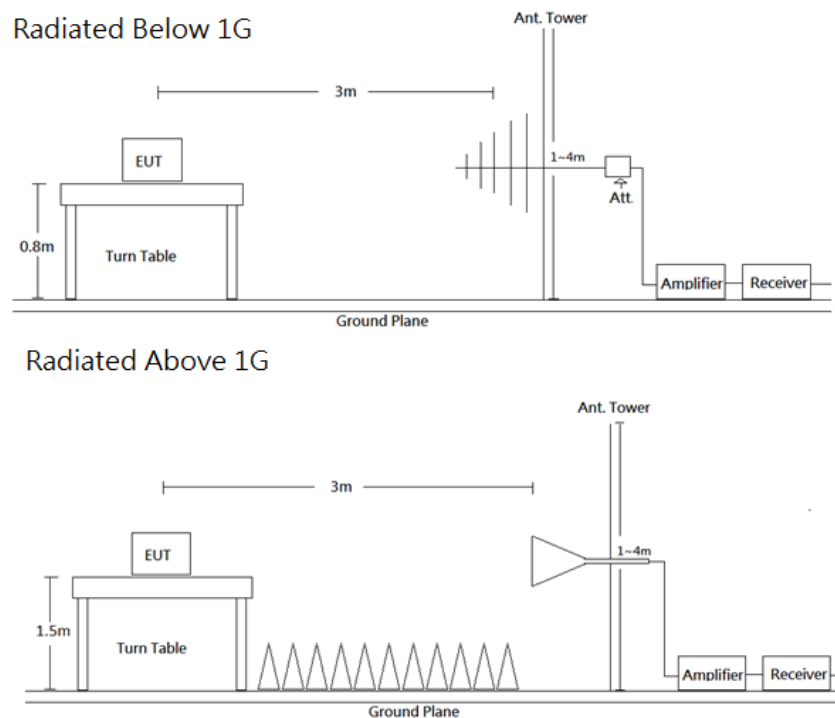 Radiated Below 1G
Ant. Tower
3m
EUT
1~4m
Att.
0.8m
Turn Table
Amplifier
Receiver
Ground Plane
Radiated Above 1G
Ant. Tower
3m
EUT
1~4m
1.5m
Turn Table
Amplifier
Receiver
Ground Plane